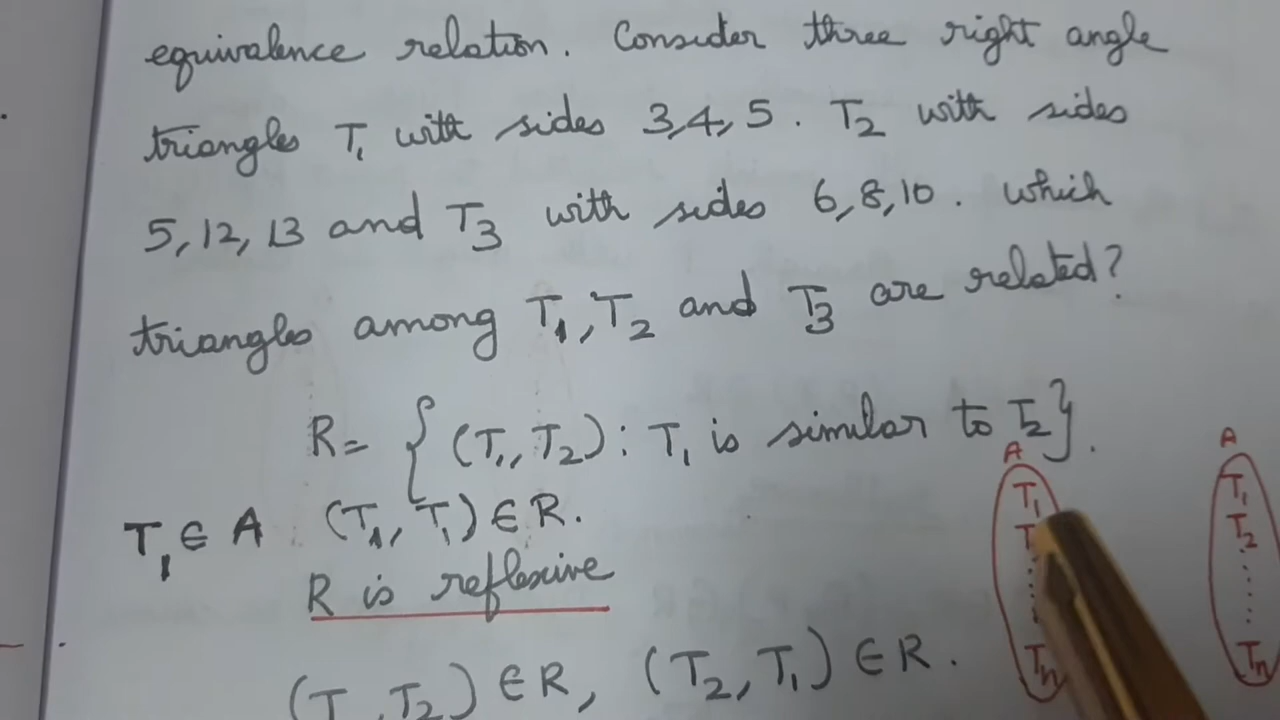 equivalence relation. Consider three right angle
triangles T1 with sides 3,4,5. T2 with sides
5,12,13 and T3 with sides 6,8,10. which
triangles among T1,T2 and T3 are related?
R= {(T1,T2): T1 is similar to T2}.
T1 ∈ A (T1,T1) ∈ R.
R is reflexive
(T,T2) ∈ R, (T2,T1) ∈ R.
A
T1
T
Tn
A
T1
T2
Tn